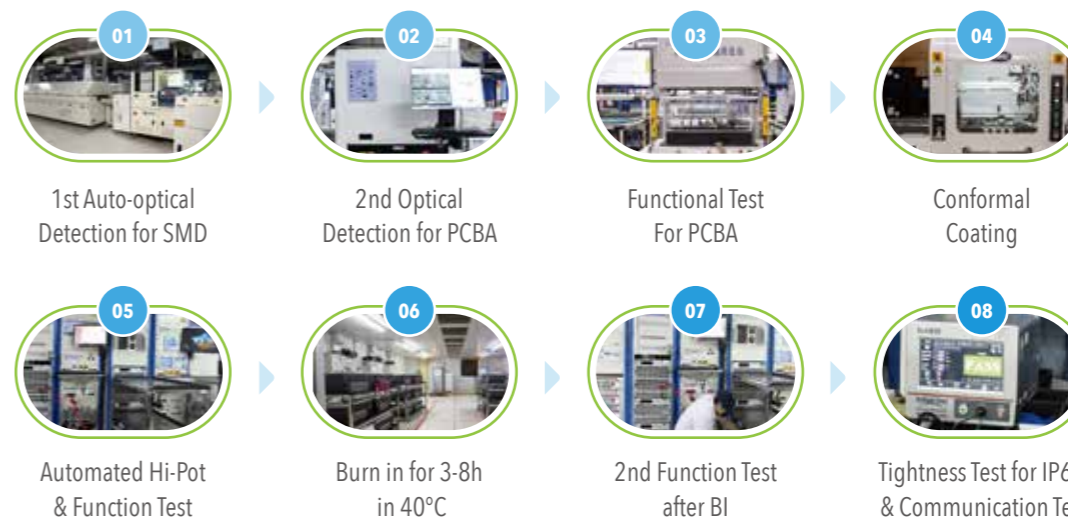 01
02
03
04
1st Auto-optical
Detection for SMD
2nd Optical
Detection for PCBA
Functional Test
For PCBA
Conformal
Coating
05
06
07
08
PASS
Automated Hi-Pot
& Function Test
Burn in for 3-8h
in 40°C
2nd Function Test
after BI
Tightness Test for IP6
& Communication Te